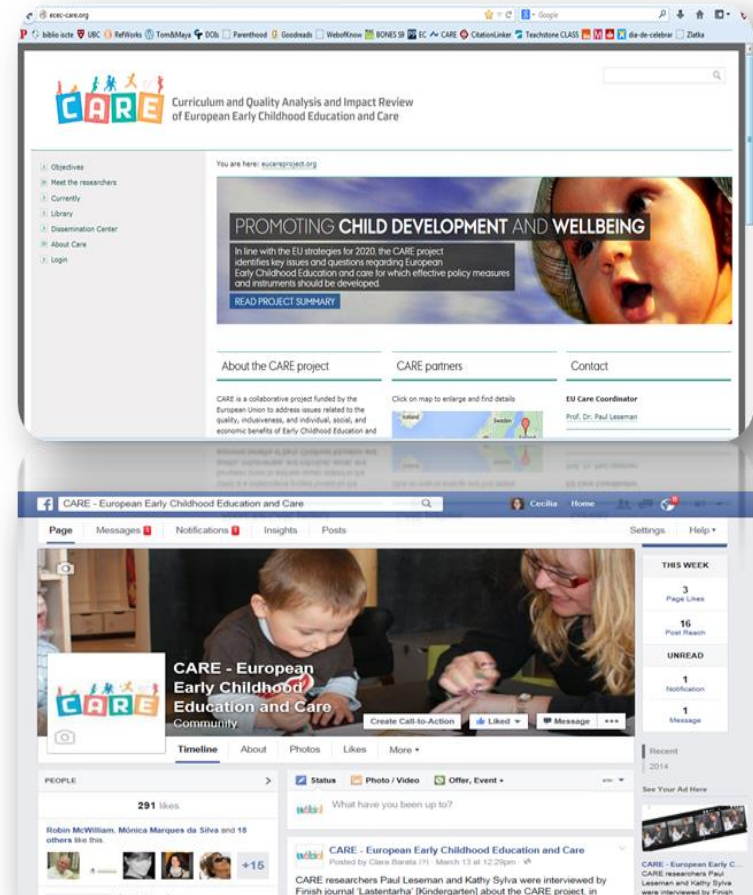 ecec-care.org
Google
biblio iscte UBC RefWorks Tom&Maya DOIs Parenthood Goodreads WebofKnow BONES SB EC CARE CitationLinker Teachstone CLASS dia-de-celebrar Zlatka
CARE
Curriculum and Quality Analysis and Impact Review
of European Early Childhood Education and Care
Objectives
Meet the researchers
Currently
Library
Dissemination Center
About Care
Login
You are here: eucareproject.org
PROMOTING CHILD DEVELOPMENT AND WELLBEING
In line with the EU strategies for 2020, the CARE project
identifies key issues and questions regarding European
Early Childhood Education and care for which effective policy measures
and instruments should be developed.
READ PROJECT SUMMARY
About the CARE project
CARE is a collaborative project funded by the
European Union to address issues related to the
quality, inclusiveness, and individual, social, and
economic benefits of Early Childhood Education and
CARE partners
Click on map to enlarge and find details
Iceland
Sweden
Contact
EU Care Coordinator
Prof. Dr. Paul Leseman
CARE - European Early Childhood Education and Care
Cecília Home
Page Messages 1 Notifications 1 Insights Posts Settings Help
CARE
CARE - European
Early Childhood
Education and Care
Community
Create Call-to-Action Liked Message
Timeline About Photos Likes More
THIS WEEK
3
Page Likes
16
Post Reach
UNREAD
1
Notification
1
Message
Recent
2014
See Your Ad Here
CARE - European Early C...
CARE researchers Paul
Leseman and Kathy Sylva
were interviewed by Finish
PEOPLE
291 likes
Robin McWilliam, Mónica Marques da Silva and 18
others like this.
+15
Status Photo / Video Offer, Event +
What have you been up to?
CARE - European Early Childhood Education and Care
Posted by Clara Barata March 13 at 12:29pm
CARE researchers Paul Leseman and Kathy Sylva were interviewed by
Finish journal 'Lastentarha' [Kindergarten] about the CARE project, in